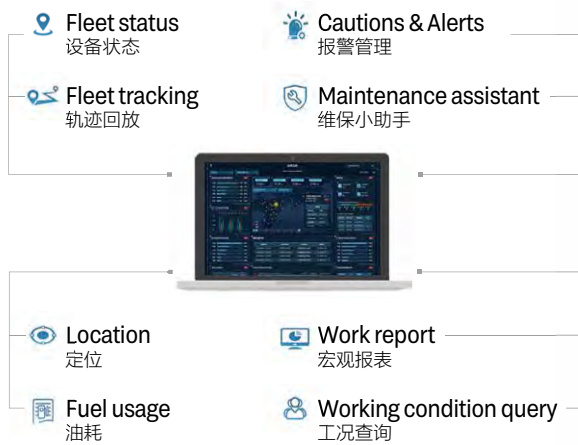 Fleet status
设备状态
Cautions & Alerts
报警管理
Fleet tracking
轨迹回放
Maintenance assistant
维保小助手
Location
定位
Work report
宏观报表
Fuel usage
油耗
Working condition query
工况查询